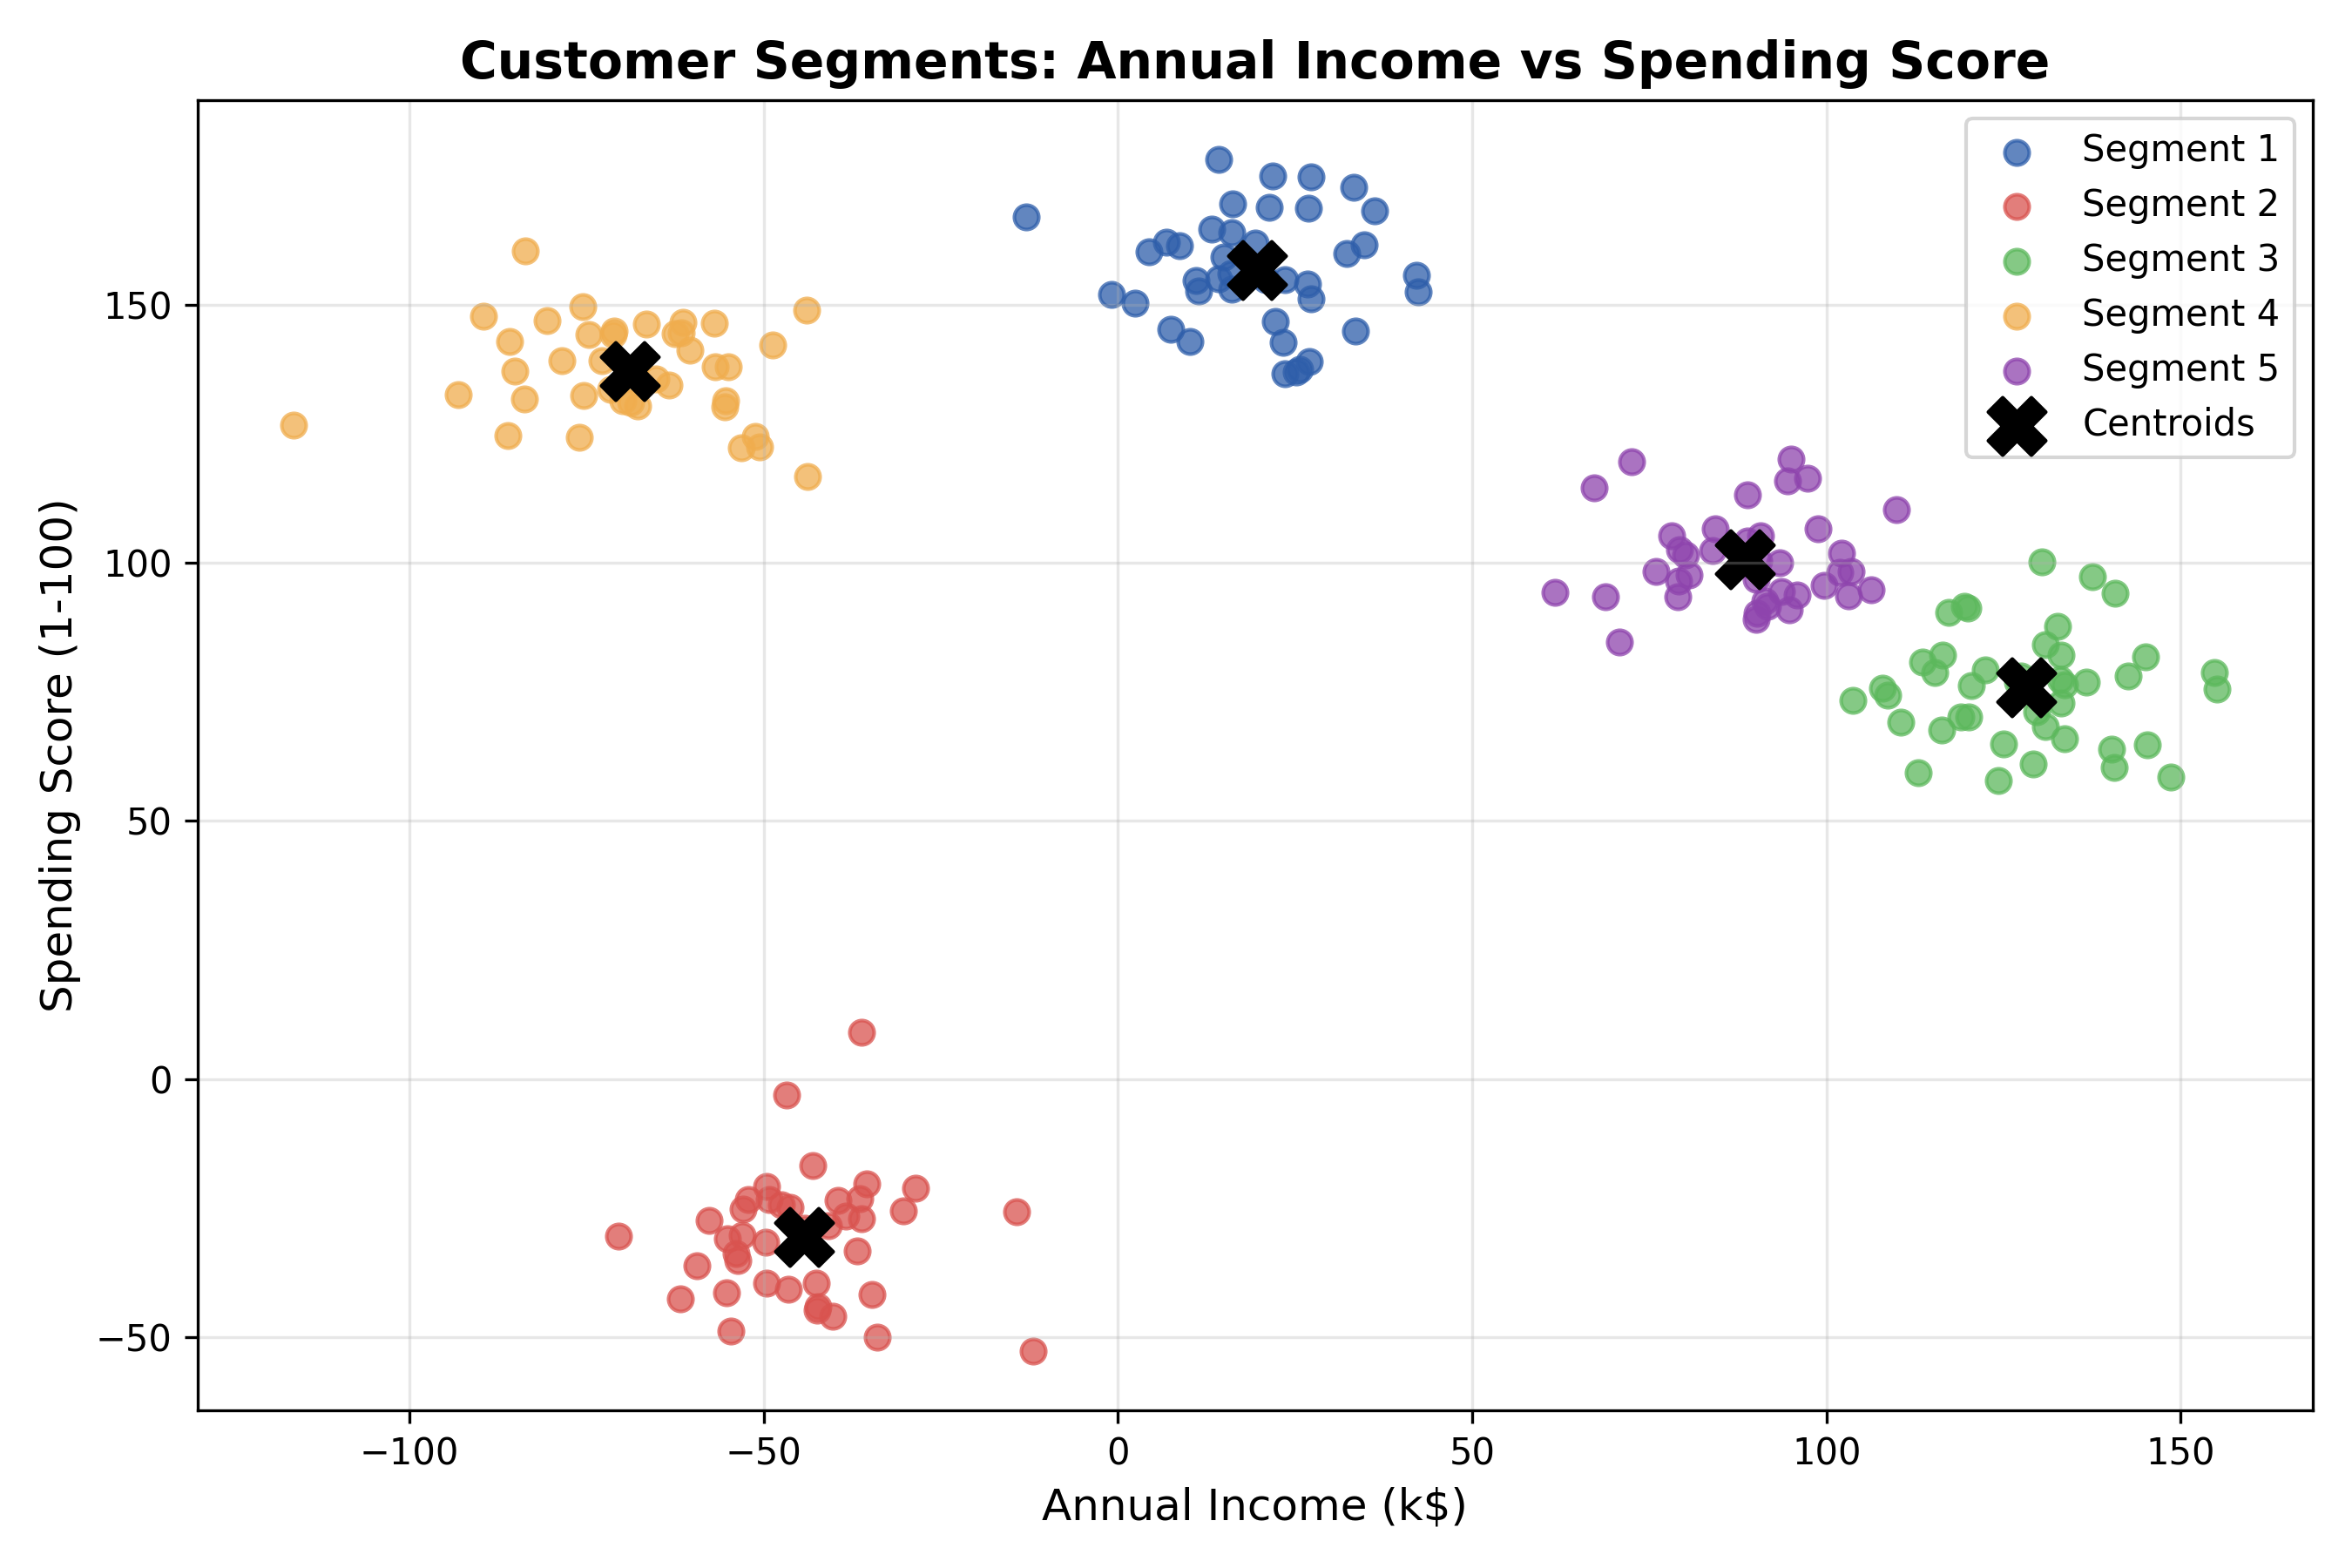 Customer Segments: Annual Income vs Spending Score
Segment 1
Segment 2
Segment 3
Segment 4
Segment 5
Centroids
Spending Score (1-100)
150
100
50
0
−50
−100
−50
0
50
100
150
Annual Income (k$)